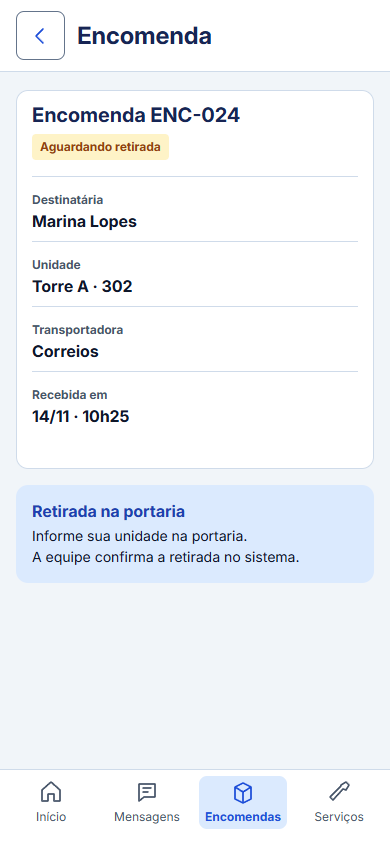 Encomenda
Encomenda ENC-024
Aguardando retirada
Destinatária
Marina Lopes
Unidade
Torre A · 302
Transportadora
Correios
Recebida em
14/11 · 10h25
Retirada na portaria
Informe sua unidade na portaria.
A equipe confirma a retirada no sistema.
Início
Mensagens
Encomendas
Serviços